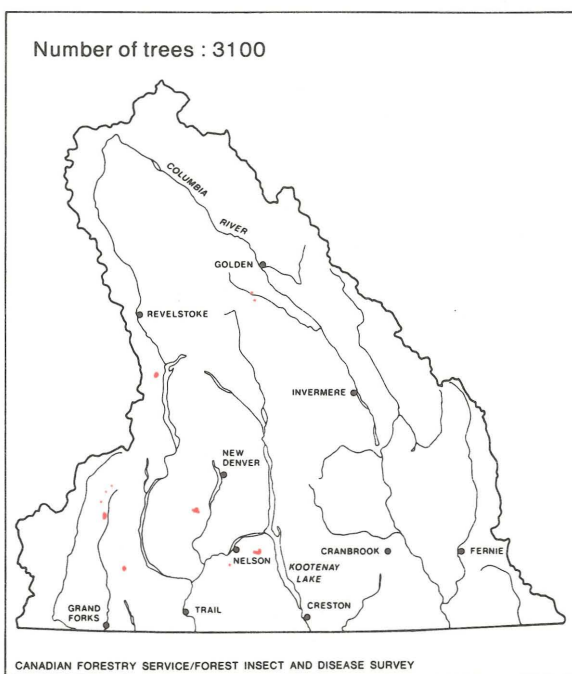 Number of trees : 3100
COLUMBIA
RIVER
GOLDEN
REVELSTOKE
INVERMERE
NEW
DENVER
NELSON
KOOTENAY
LAKE
CRANBROOK
FERNIE
GRAND
FORKS
TRAIL
CRESTON
CANADIAN FORESTRY SERVICE/FOREST INSECT AND DISEASE SURVEY